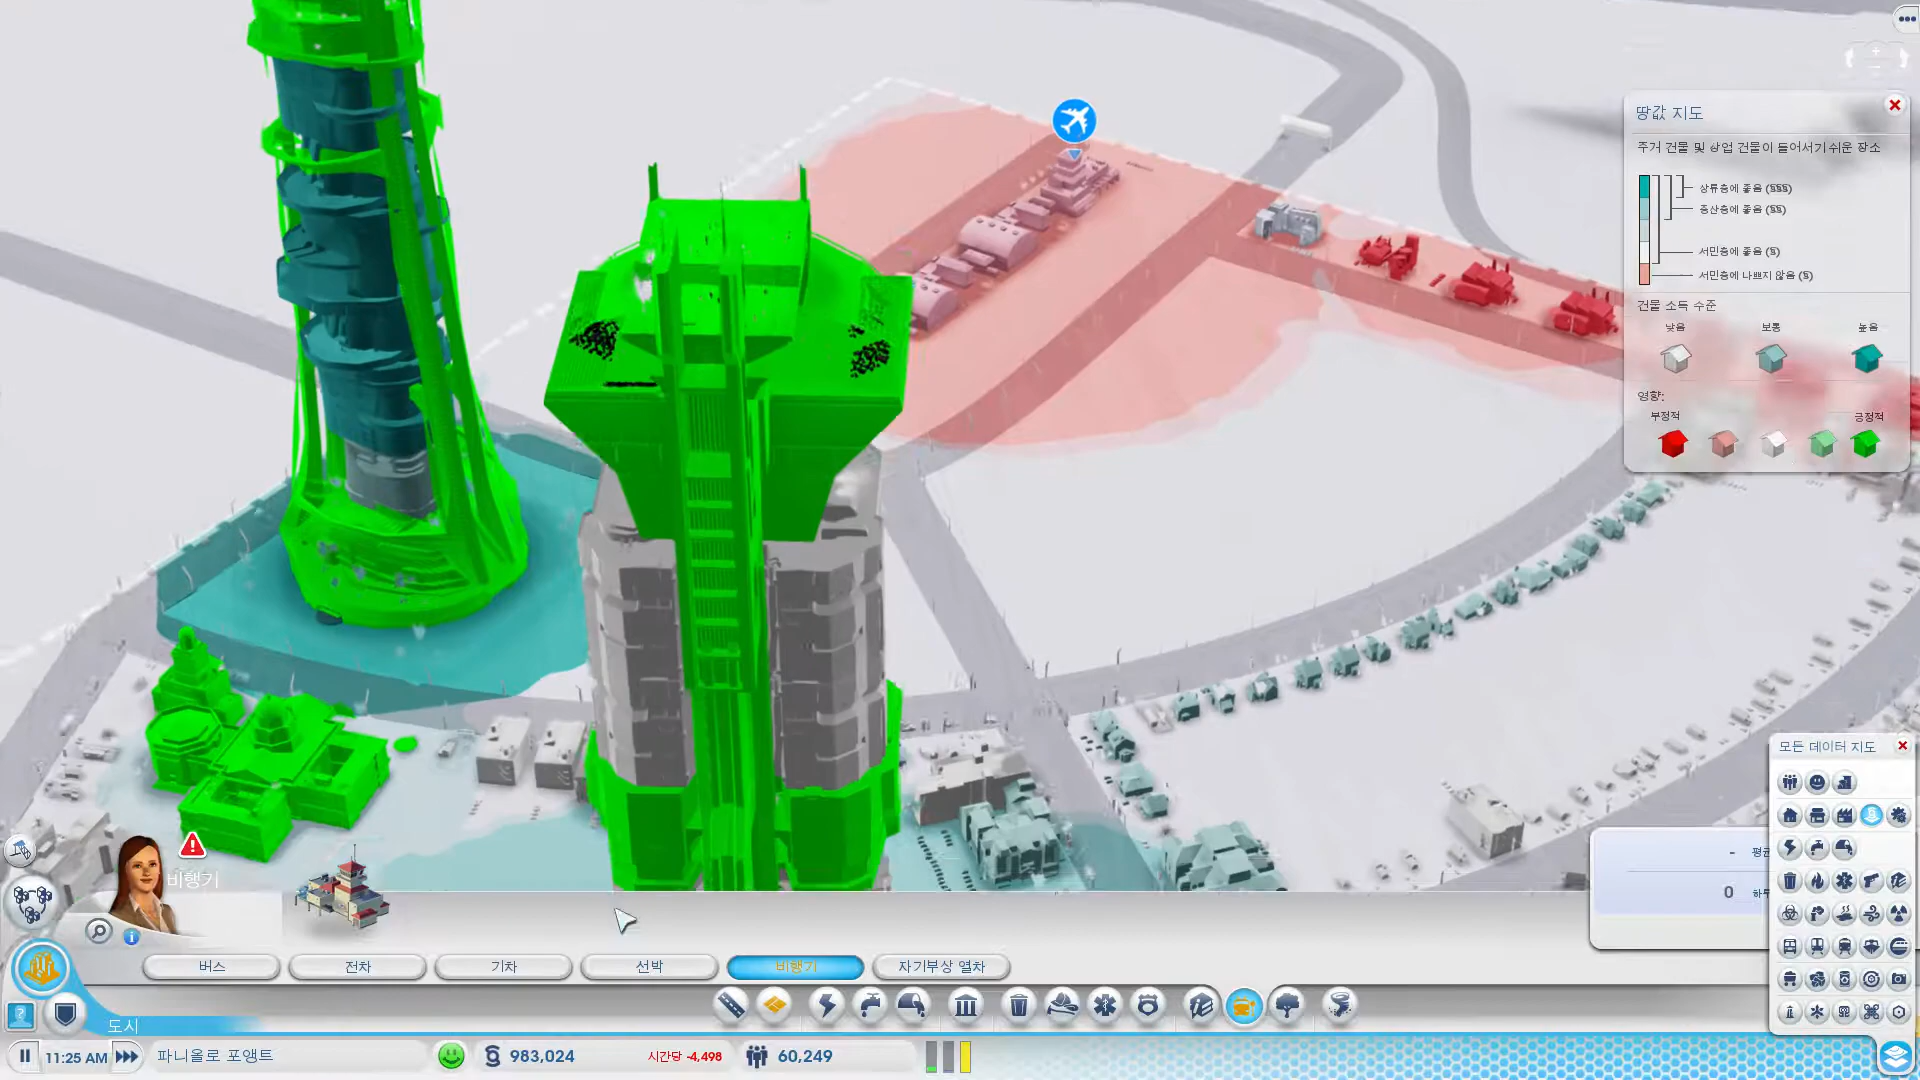 땅값 지도
주거 건물 및 상업 건물이 들어서기 쉬운 장소
상류층에 좋음 (§§§)
중산층에 좋음 (§§)
서민층에 좋음 (§)
서민층에 나쁘지 않음 (§)
건물 소득 수준
낮음 보통 높음
영향:
부정적 긍정적
모든 데이터 지도
- 평균
0 하루
비행기
버스 전차 기차 선박 비행기 자기부상 열차
도시
11:25 AM 파니올로 포앵트 983,024 시간당 -4,498 60,249